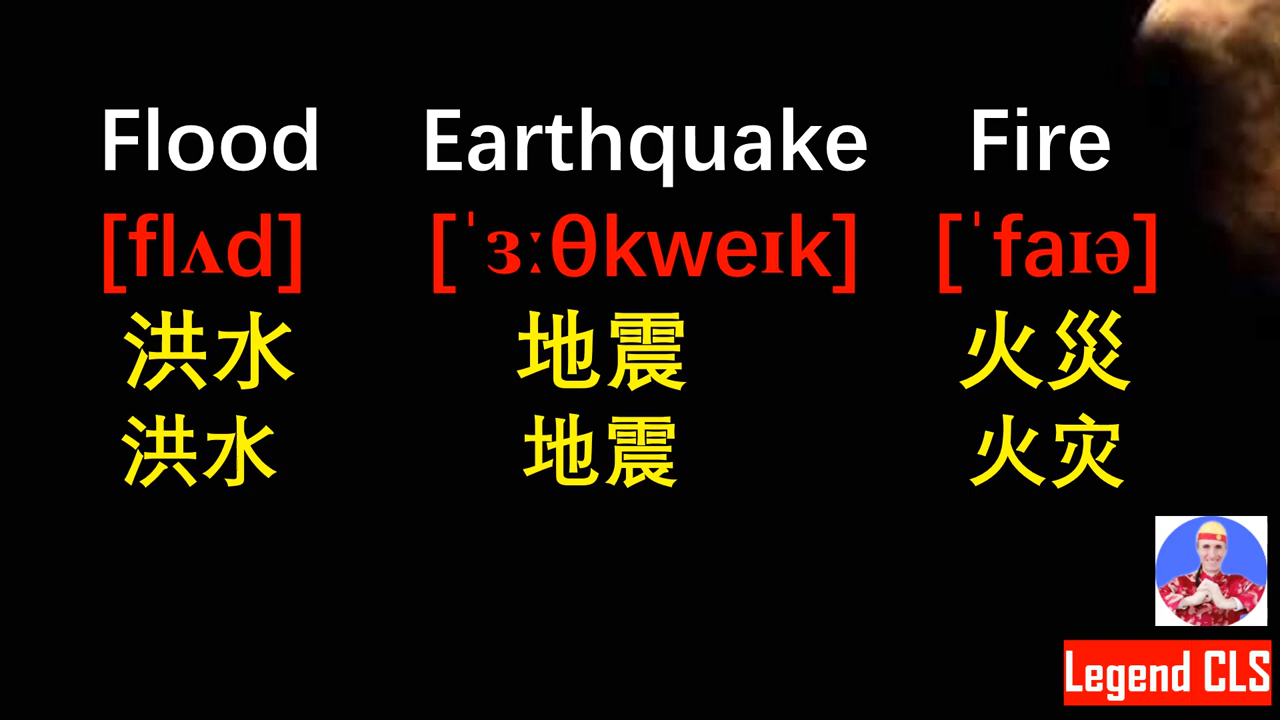 Flood Earthquake Fire
[flʌd] [ˈɜːθkweɪk] [ˈfaɪə]
洪水 地震 火災
洪水 地震 火灾
Legend CLS